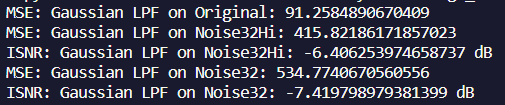 MSE: Gaussian LPF on Original: 91.2584890670409
MSE: Gaussian LPF on Noise32Hi: 415.82186171857023
ISNR: Gaussian LPF on Noise32Hi: -6.406253974658737 dB
MSE: Gaussian LPF on Noise32: 534.7740670560556
ISNR: Gaussian LPF on Noise32: -7.419798979381399 dB